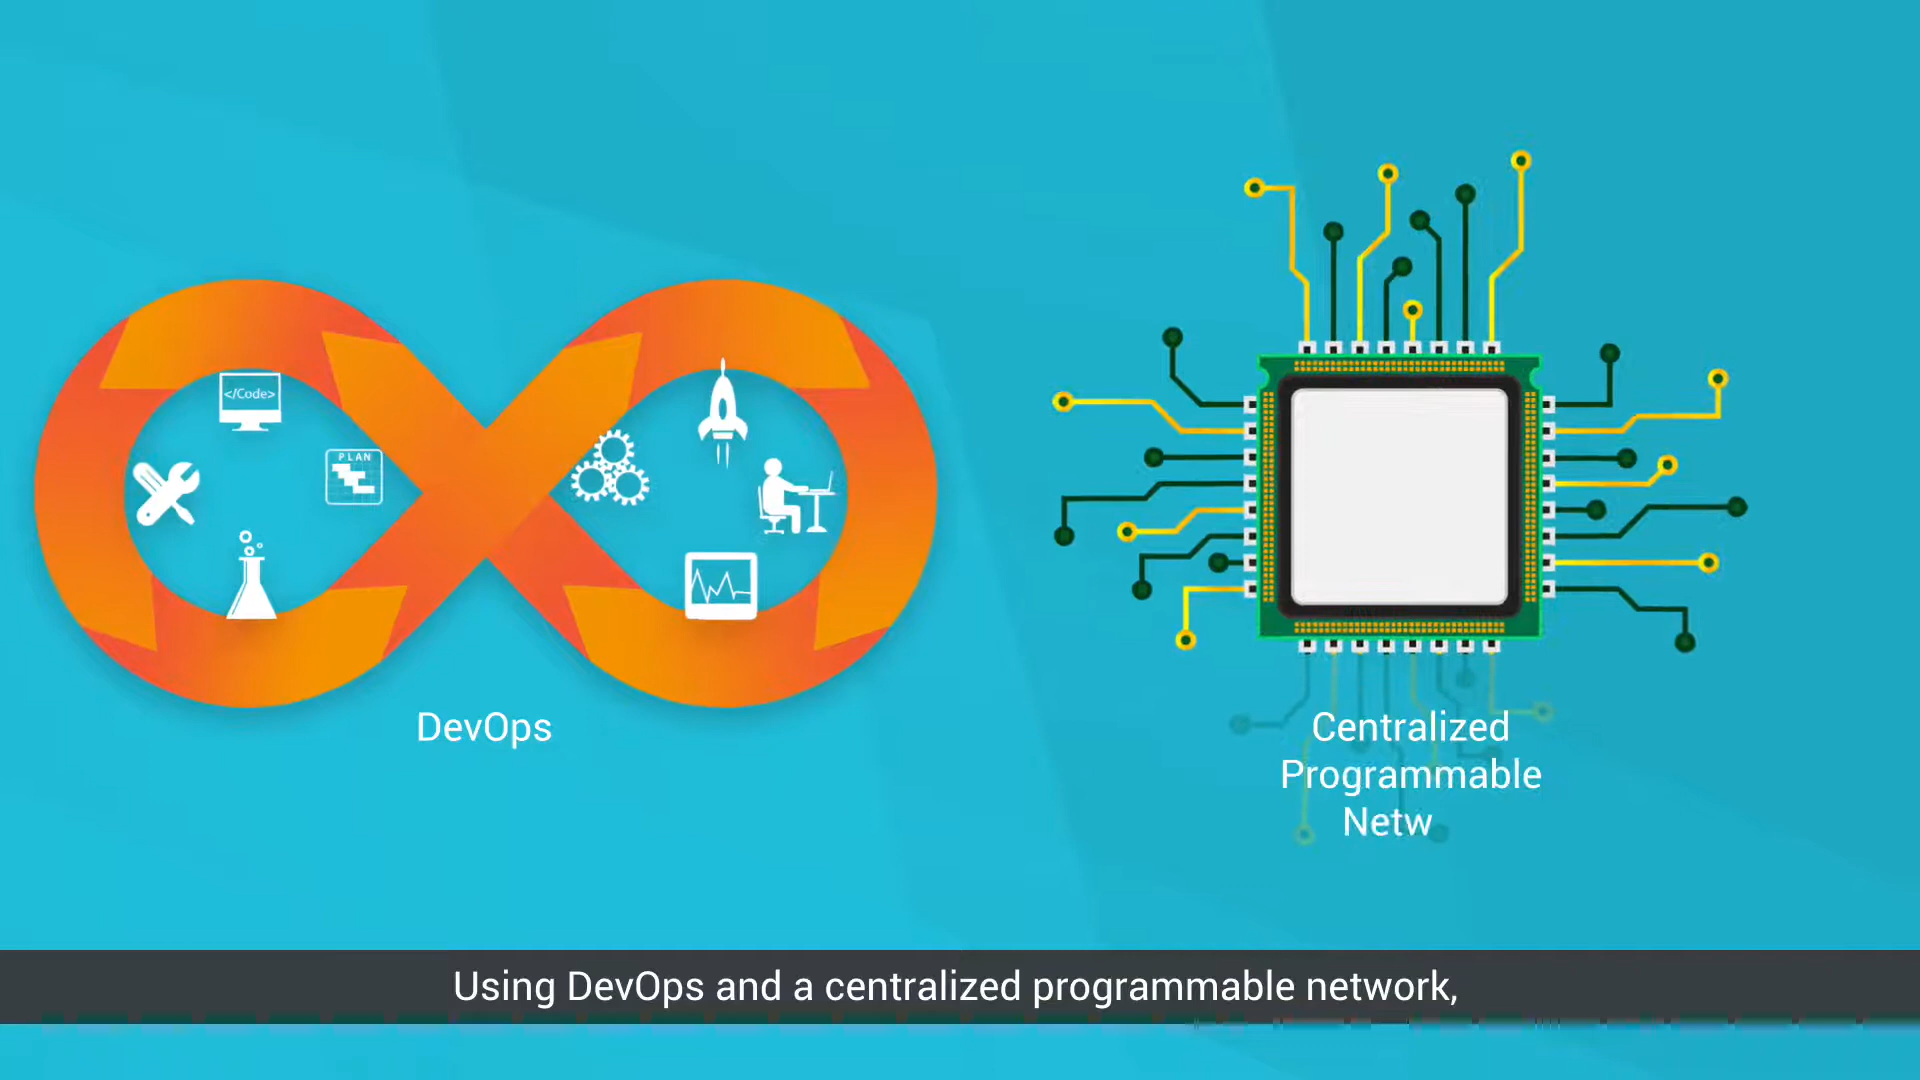 </Code>
PLAN
DevOps
Centralized
Programmable
Netw
Using DevOps and a centralized programmable network,